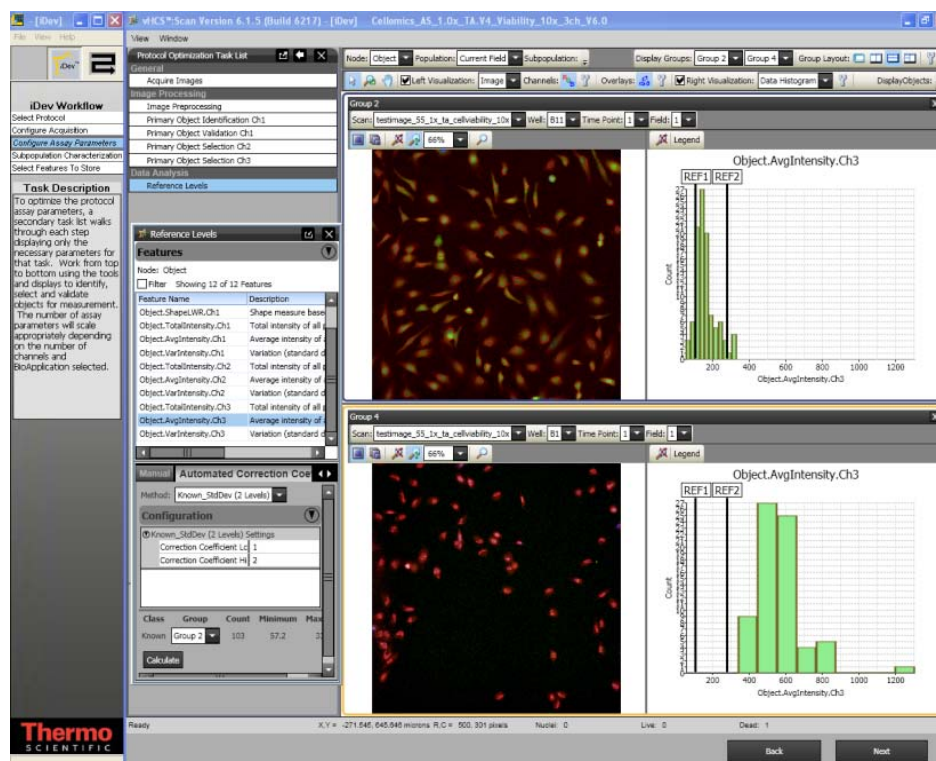 - [iDev]
vHCS™:Scan Version 6.1.5 (Build 6217) - [iDev] Cellomics_AS_1.0x_TA.V4_Viability_10x_3ch_V6.0
File View Help
View Window
iDev™
iDev Workflow
Select Protocol
Configure Acquisition
Configure Assay Parameters
Subpopulation Characterization
Select Features To Store
Task Description
To optimize the protocol
assay parameters, a
secondary task list walks
through each step
displaying only the
necessary parameters for
that task. Work from top
to bottom using the tools
and displays to identify,
select and validate
objects for measurement.
The number of assay
parameters will scale
appropriately depending
on the number of
channels and
BioApplication selected.
Thermo
SCIENTIFIC
Protocol Optimization Task List
General
Acquire Images
Image Processing
Image Preprocessing
Primary Object Identification Ch1
Primary Object Validation Ch1
Primary Object Selection Ch2
Primary Object Selection Ch3
Data Analysis
Reference Levels
Reference Levels
Features
Node: Object
Filter Showing 12 of 12 Features
Feature Name Description
Object.ShapeLWR.Ch1 Shape measure base
Object.TotalIntensity.Ch1 Total intensity of all p
Object.AvgIntensity.Ch1 Average intensity of a
Object.VarIntensity.Ch1 Variation (standard d
Object.TotalIntensity.Ch2 Total intensity of all p
Object.AvgIntensity.Ch2 Average intensity of a
Object.VarIntensity.Ch2 Variation (standard d
Object.TotalIntensity.Ch3 Total intensity of all p
Object.AvgIntensity.Ch3 Average intensity of a
Object.VarIntensity.Ch3 Variation (standard d
Manual Automated Correction Coe
Method: Known_StdDev (2 Levels)
Configuration
Known_StdDev (2 Levels) Settings
Correction Coefficient Lo 1
Correction Coefficient Hi 2
Class Group Count Minimum Max
Known Group 2 103 57.2
Calculate
Node: Object Population: Current Field Subpopulation: Display Groups: Group 2 Group 4 Group Layout:
Left Visualization: Image Channels: Overlays: Right Visualization: Data Histogram DisplayObjects:
Group 2
Scan: testimage_55_1x_ta_cellviability_10x Well: B11 Time Point: 1 Field: 1
66% Legend
Object.AvgIntensity.Ch3
REF1 REF2
Count
200 400 600 800 1000 1200
Object.AvgIntensity.Ch3
Group 4
Scan: testimage_55_1x_ta_cellviability_10x Well: B1 Time Point: 1 Field: 1
66% Legend
Object.AvgIntensity.Ch3
REF1 REF2
Count
200 400 600 800 1000 1200
Object.AvgIntensity.Ch3
Ready X,Y = -271.545, 645.946 microns R,C = 500, 301 pixels Nuclei: 0 Live: 0 Dead: 1
Back Next